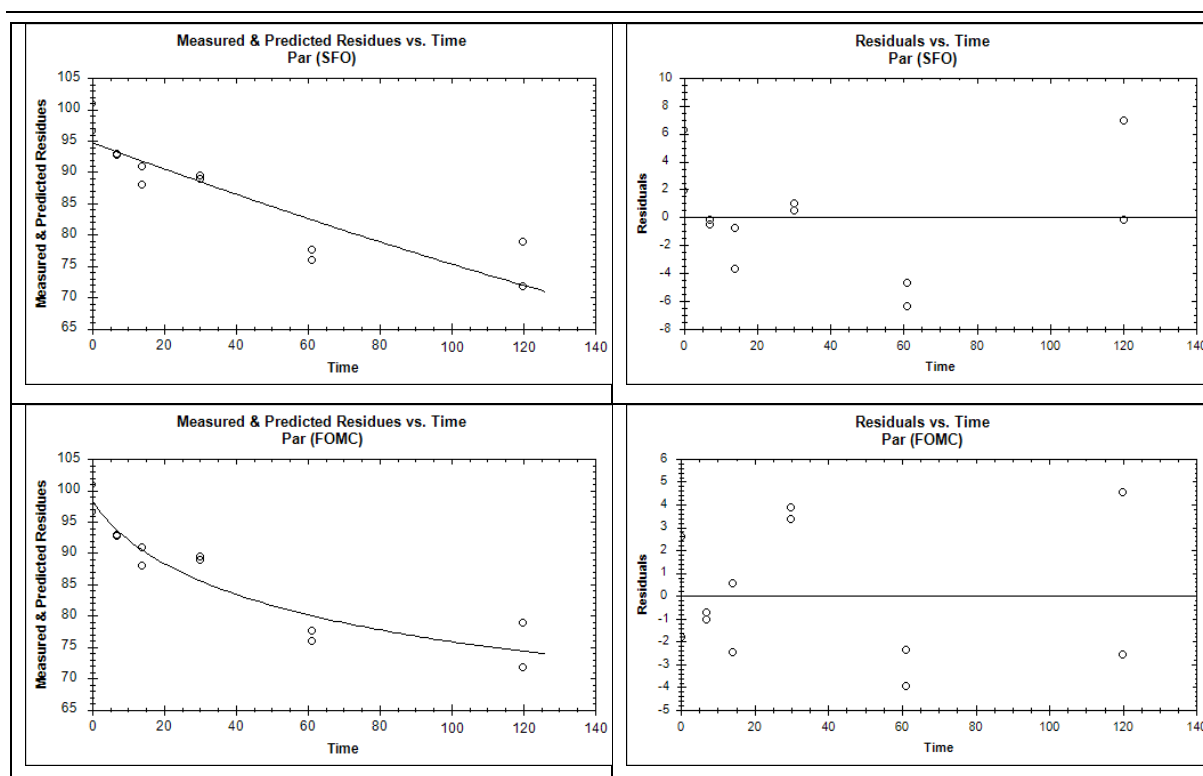 Measured & Predicted Residues vs. Time
Par (SFO)
Measured & Predicted Residues
105
100
95
90
85
80
75
70
65
0 20 40 60 80 100 120 140
Time
Residuals vs. Time
Par (SFO)
Residuals
10
8
6
4
2
0
-2
-4
-6
-8
0 20 40 60 80 100 120 140
Time
Measured & Predicted Residues vs. Time
Par (FOMC)
Measured & Predicted Residues
105
100
95
90
85
80
75
70
65
0 20 40 60 80 100 120 140
Time
Residuals vs. Time
Par (FOMC)
Residuals
6
5
4
3
2
1
0
-1
-2
-3
-4
-5
0 20 40 60 80 100 120 140
Time